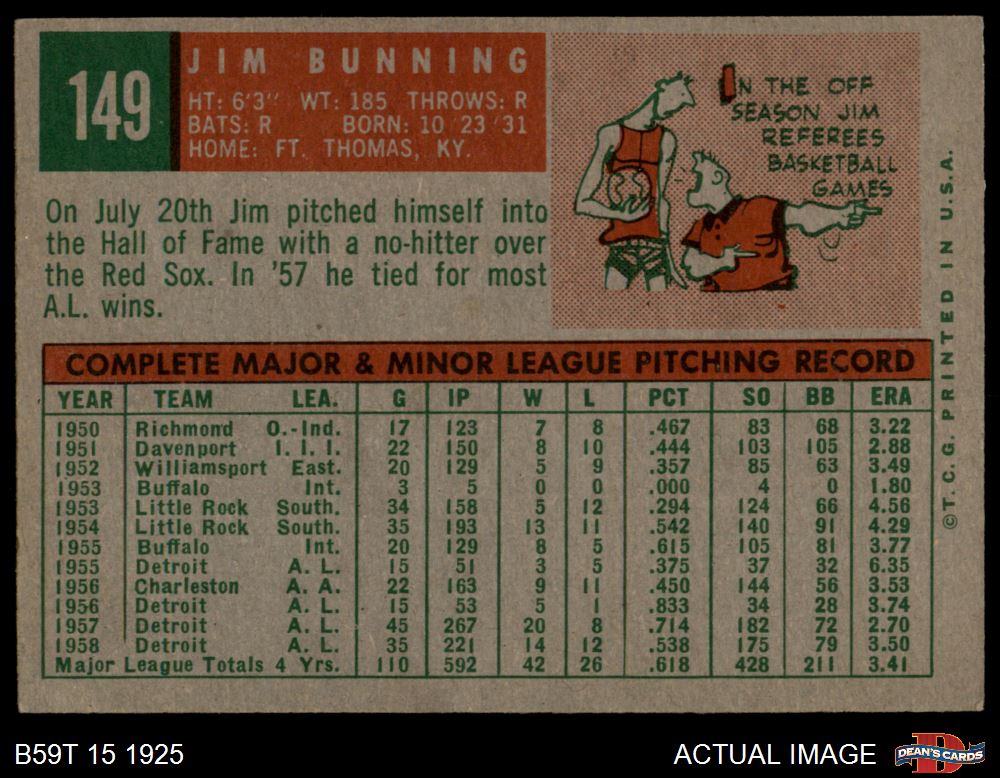 149
JIM BUNNING
HT: 6'3" WT: 185 THROWS: R
BATS: R BORN: 10 23 '31
HOME: FT. THOMAS, KY.
IN THE OFF
SEASON JIM
REFEREES
BASKETBALL
GAMES
On July 20th Jim pitched himself into
the Hall of Fame with a no-hitter over
the Red Sox. In '57 he tied for most
A.L. wins.
COMPLETE MAJOR & MINOR LEAGUE PITCHING RECORD
YEAR TEAM LEA. G IP W L PCT SO BB ERA
1950 Richmond O.-Ind. 17 123 7 8 .467 83 68 3.22
1951 Davenport I. I. I. 22 150 8 10 .444 103 105 2.88
1952 Williamsport East. 20 129 5 9 .357 85 63 3.49
1953 Buffalo Int. 3 5 0 0 .000 4 0 1.80
1953 Little Rock South. 34 158 5 12 .294 124 66 4.56
1954 Little Rock South. 35 193 13 11 .542 140 91 4.29
1955 Buffalo Int. 20 129 8 5 .615 105 81 3.77
1955 Detroit A. L. 15 51 3 5 .375 37 32 6.35
1956 Charleston A. A. 22 163 9 11 .450 144 56 3.53
1956 Detroit A. L. 15 53 5 1 .833 34 28 3.74
1957 Detroit A. L. 45 267 20 8 .714 182 72 2.70
1958 Detroit A. L. 35 221 14 12 .538 175 79 3.50
Major League Totals 4 Yrs. 110 592 42 26 .618 428 211 3.41
©T.C.G. PRINTED IN U.S.A.
B59T 15 1925
ACTUAL IMAGE
DEAN'S CARDS